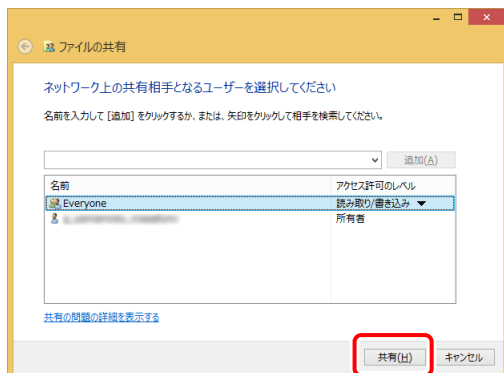 ファイルの共有
ネットワーク上の共有相手となるユーザーを選択してください
名前を入力して [追加] をクリックするか、または、矢印をクリックして相手を検索してください。
追加(A)
名前 アクセス許可のレベル
Everyone 読み取り/書き込み ▼
所有者
共有の問題の詳細を表示する
共有(H) キャンセル